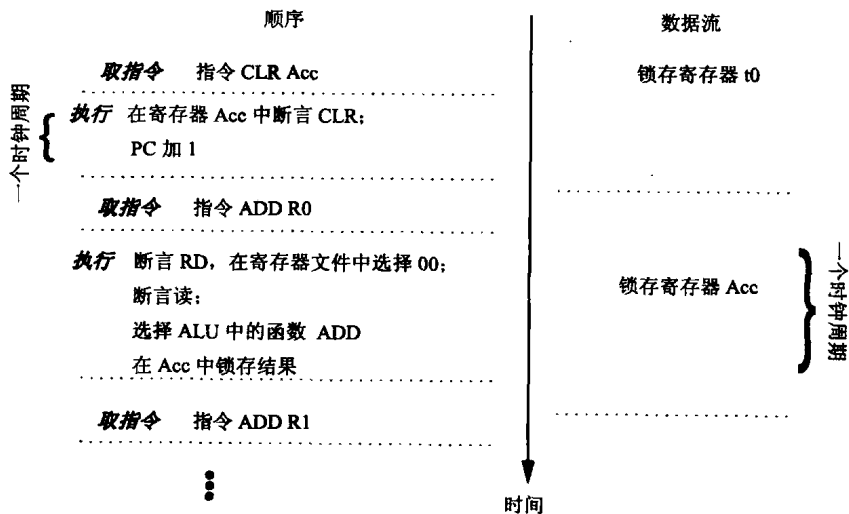 顺序
数据流
取指令 指令 CLR Acc
锁存寄存器 t0
一个时钟周期
执行 在寄存器 Acc 中断言 CLR;
PC 加 1
取指令 指令 ADD R0
执行 断言 RD，在寄存器文件中选择 00;
断言读;
选择 ALU 中的函数 ADD
在 Acc 中锁存结果
锁存寄存器 Acc
一个时钟周期
取指令 指令 ADD R1
时间